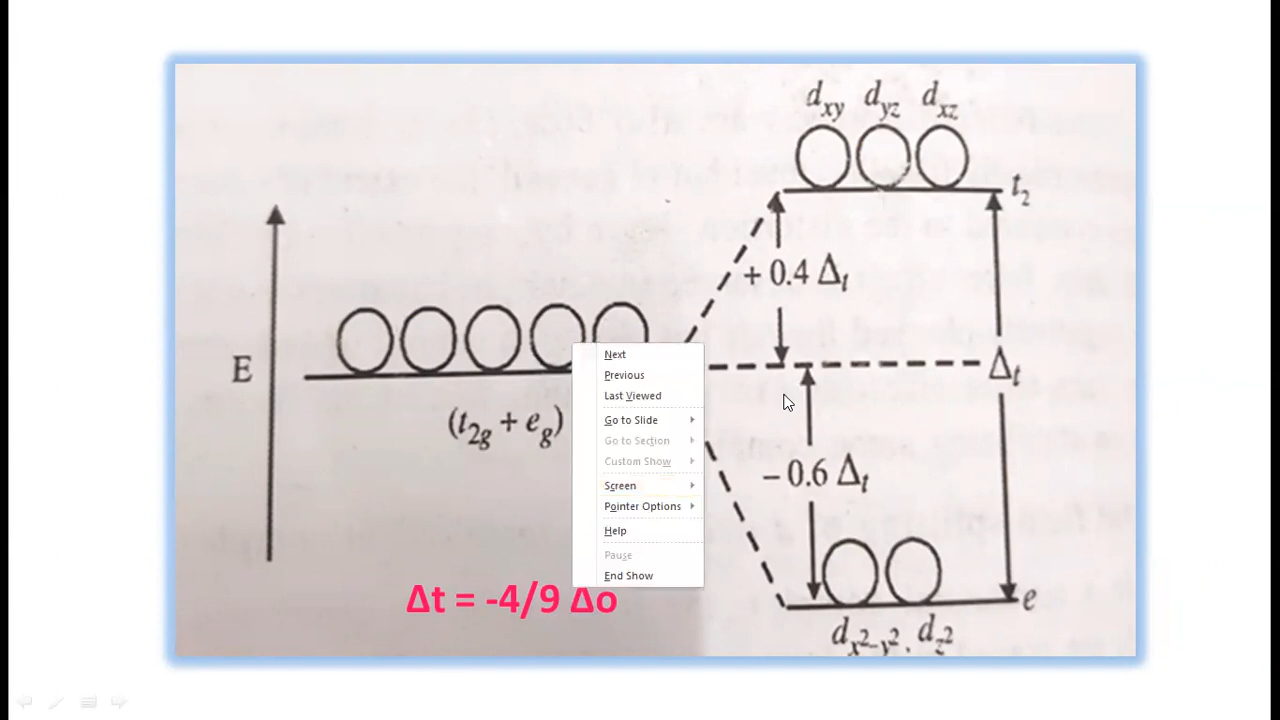 d_xy d_yz d_xz
t_2
+ 0.4 Δ_t
E
Δ_t
(t_2g + e_g)
Next
Previous
Last Viewed
Go to Slide
Go to Section
Custom Show
Screen
Pointer Options
Help
Pause
End Show
– 0.6 Δ_t
Δt = -4/9 Δo
e
d_x²–y², d_z²